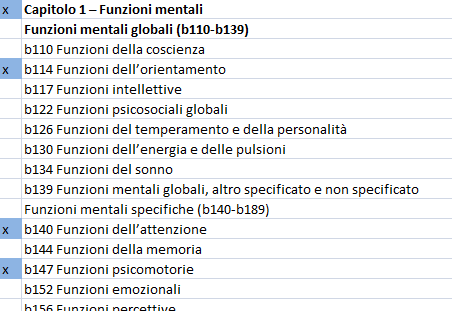 x Capitolo 1 – Funzioni mentali
Funzioni mentali globali (b110-b139)
b110 Funzioni della coscienza
x b114 Funzioni dell’orientamento
b117 Funzioni intellettive
b122 Funzioni psicosociali globali
b126 Funzioni del temperamento e della personalità
b130 Funzioni dell’energia e delle pulsioni
b134 Funzioni del sonno
b139 Funzioni mentali globali, altro specificato e non specificato
Funzioni mentali specifiche (b140-b189)
x b140 Funzioni dell’attenzione
b144 Funzioni della memoria
x b147 Funzioni psicomotorie
b152 Funzioni emozionali
b156 Funzioni percettive